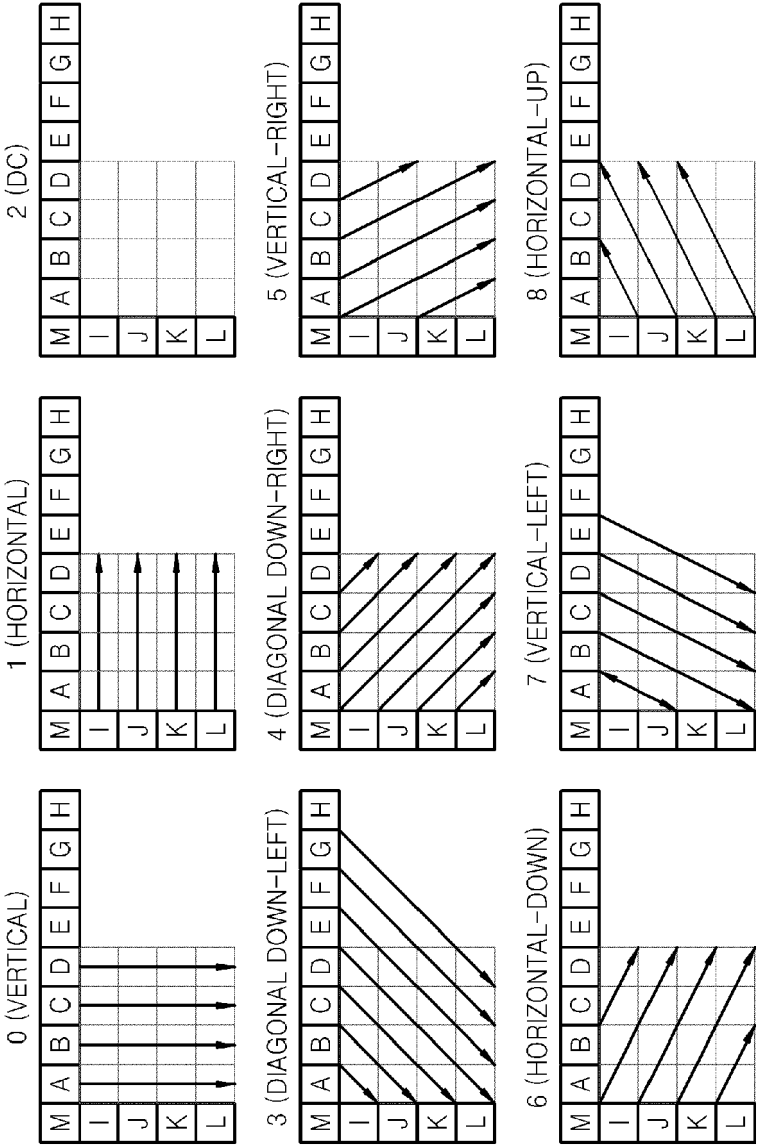 0 (VERTICAL)
M A B C D E F G H
I
J
K
L
1 (HORIZONTAL)
M A B C D E F G H
I
J
K
L
2 (DC)
M A B C D E F G H
I
J
K
L
3 (DIAGONAL DOWN-LEFT)
M A B C D E F G H
I
J
K
L
4 (DIAGONAL DOWN-RIGHT)
M A B C D E F G H
I
J
K
L
5 (VERTICAL-RIGHT)
M A B C D E F G H
I
J
K
L
6 (HORIZONTAL-DOWN)
M A B C D E F G H
I
J
K
L
7 (VERTICAL-LEFT)
M A B C D E F G H
I
J
K
L
8 (HORIZONTAL-UP)
M A B C D E F G H
I
J
K
L